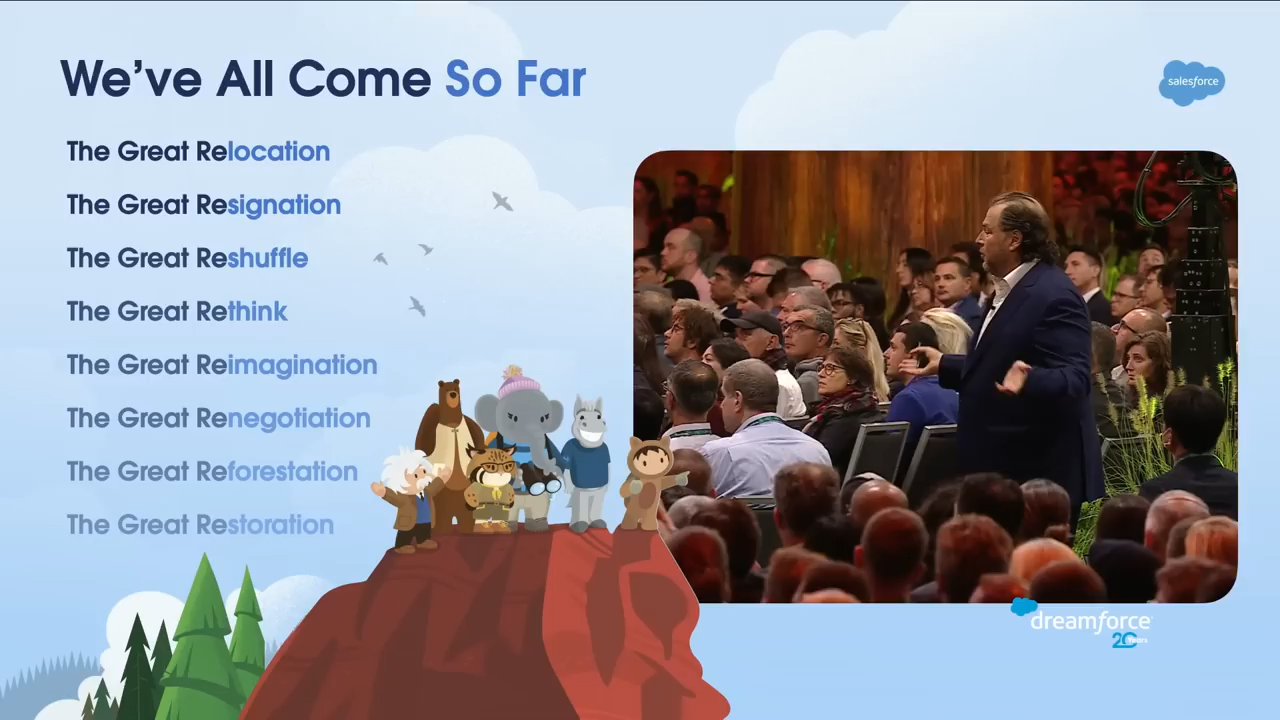 We've All Come So Far
salesforce
The Great Relocation
The Great Resignation
The Great Reshuffle
The Great Rethink
The Great Reimagination
The Great Renegotiation
The Great Reforestation
The Great Restoration
dreamforce
20 Years